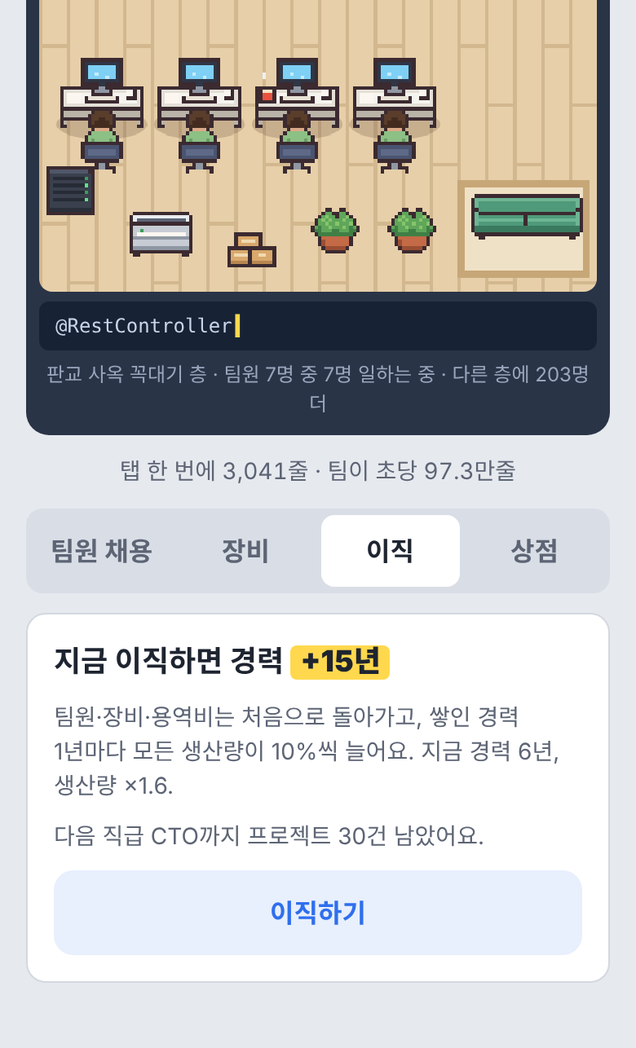 @RestController
판교 사옥 꼭대기 층 · 팀원 7명 중 7명 일하는 중 · 다른 층에 203명
더
탭 한 번에 3,041줄 · 팀이 초당 97.3만줄
팀원 채용
장비
이직
상점
지금 이직하면 경력 +15년
팀원·장비·용역비는 처음으로 돌아가고, 쌓인 경력
1년마다 모든 생산량이 10%씩 늘어요. 지금 경력 6년,
생산량 ×1.6.
다음 직급 CTO까지 프로젝트 30건 남았어요.
이직하기